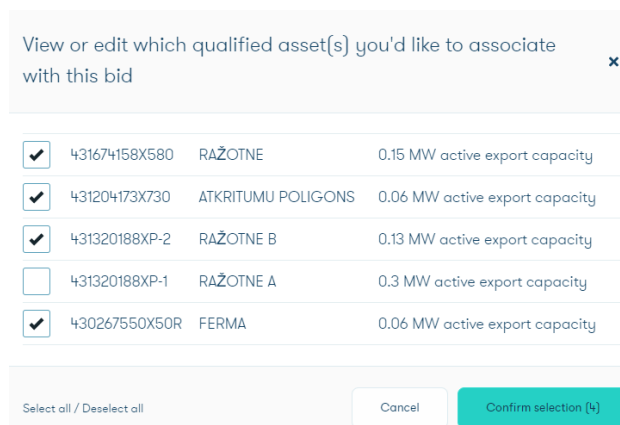 View or edit which qualified asset(s) you'd like to associate
with this bid
×
431674158X580 RAŽOTNE 0.15 MW active export capacity
431204173X730 ATKRITUMU POLIGONS 0.06 MW active export capacity
431320188XP-2 RAŽOTNE B 0.13 MW active export capacity
431320188XP-1 RAŽOTNE A 0.3 MW active export capacity
430267550X50R FERMA 0.06 MW active export capacity
Select all / Deselect all Cancel Confirm selection (4)